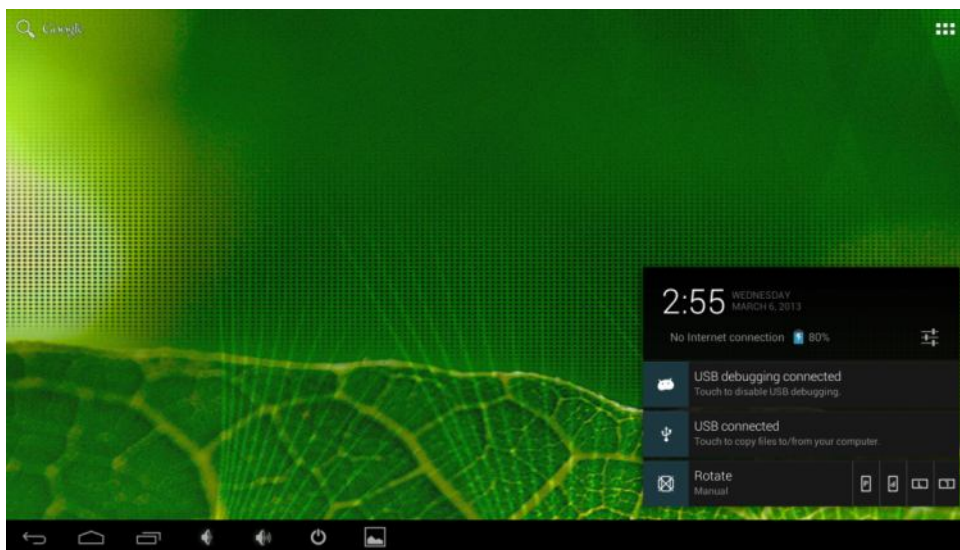 Google
2:55
WEDNESDAY
MARCH 6, 2013
No Internet connection 80%
USB debugging connected
Touch to disable USB debugging.
USB connected
Touch to copy files to/from your computer.
Rotate
Manual